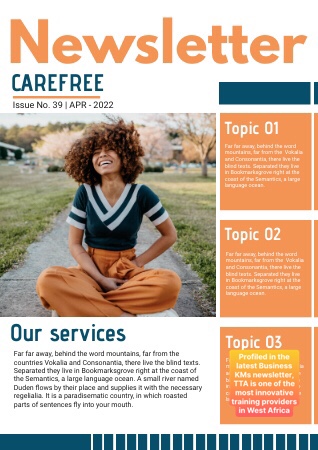 Newsletter
CAREFREE
Issue No. 39 | APR - 2022
Topic 01
Far far away, behind the word
mountains, far from the Vokalia
and Consonantia, there live the
blind texts. Separated they live
in Bookmarksgrove right at the
coast of the Semantics, a large
language ocean.
Topic 02
Far far away, behind the word
mountains, far from the Vokalia
and Consonantia, there live the
blind texts. Separated they live
in Bookmarksgrove right at the
coast of the Semantics, a large
language ocean.
Our services
Far far away, behind the word mountains, far from the
countries Vokalia and Consonantia, there live the blind texts.
Separated they live in Bookmarksgrove right at the coast of
the Semantics, a large language ocean. A small river named
Duden flows by their place and supplies it with the necessary
regelialia. It is a paradisematic country, in which roasted
parts of sentences fly into your mouth.
Topic 03
Profiled in the
latest Business
KMs newsletter,
TTA is one of the
most innovative
training providers
in West Africa